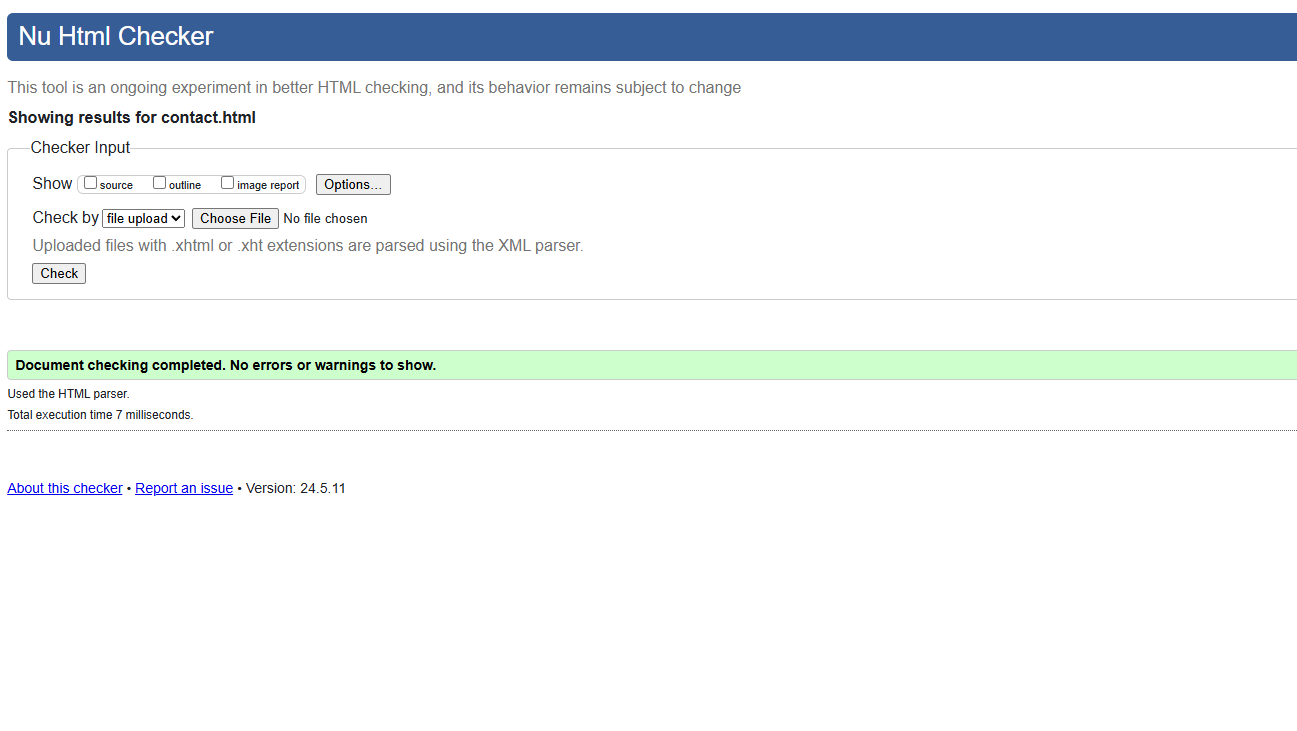 Nu Html Checker
This tool is an ongoing experiment in better HTML checking, and its behavior remains subject to change
Showing results for contact.html
Checker Input
Show source outline image report Options...
Check by file upload Choose File No file chosen
Uploaded files with .xhtml or .xht extensions are parsed using the XML parser.
Check
Document checking completed. No errors or warnings to show.
Used the HTML parser.
Total execution time 7 milliseconds.
About this checker • Report an issue • Version: 24.5.11